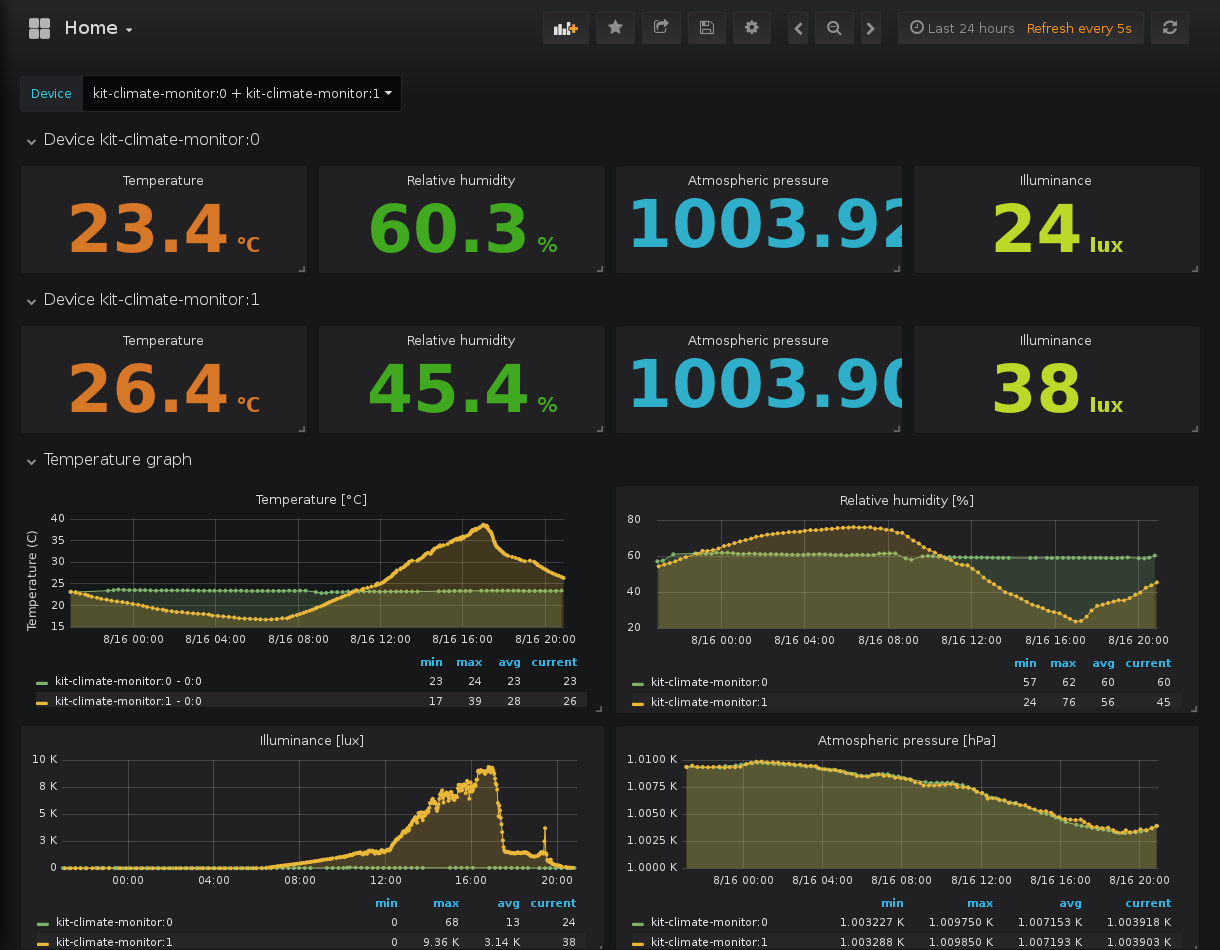 Home
Last 24 hours Refresh every 5s
Device kit-climate-monitor:0 + kit-climate-monitor:1
Device kit-climate-monitor:0
Temperature Relative humidity Atmospheric pressure Illuminance
23.4 °C 60.3 % 1003.92 24 lux
Device kit-climate-monitor:1
Temperature Relative humidity Atmospheric pressure Illuminance
26.4 °C 45.4 % 1003.90 38 lux
Temperature graph
Temperature [°C]
Temperature (C)
40
35
30
25
20
15
8/16 00:00 8/16 04:00 8/16 08:00 8/16 12:00 8/16 16:00 8/16 20:00
min max avg current
kit-climate-monitor:0 - 0:0 23 24 23 23
kit-climate-monitor:1 - 0:0 17 39 28 26
Relative humidity [%]
80
60
40
20
8/16 00:00 8/16 04:00 8/16 08:00 8/16 12:00 8/16 16:00 8/16 20:00
min max avg current
kit-climate-monitor:0 57 62 60 60
kit-climate-monitor:1 24 76 56 45
Illuminance [lux]
10 K
8 K
5 K
3 K
0
00:00 04:00 08:00 12:00 16:00 20:00
min max avg current
kit-climate-monitor:0 0 68 13 24
kit-climate-monitor:1 0 9.36 K 3.14 K 38
Atmospheric pressure [hPa]
1.0100 K
1.0075 K
1.0050 K
1.0025 K
1.0000 K
8/16 00:00 8/16 04:00 8/16 08:00 8/16 12:00 8/16 16:00 8/16 20:00
min max avg current
kit-climate-monitor:0 1.003227 K 1.009750 K 1.007153 K 1.003918 K
kit-climate-monitor:1 1.003288 K 1.009850 K 1.007193 K 1.003903 K